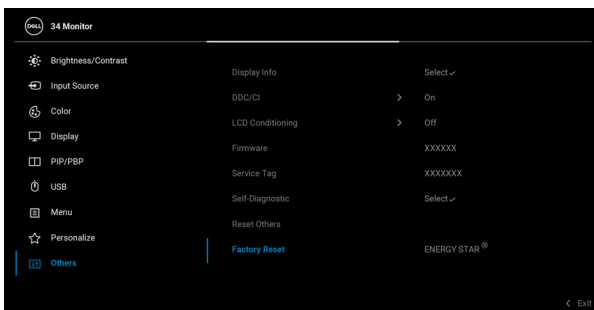 DELL 34 Monitor
Brightness/Contrast
Input Source
Color
Display
PIP/PBP
USB
Menu
Personalize
Others
Display Info Select✓
DDC/CI > On
LCD Conditioning > Off
Firmware XXXXXX
Service Tag XXXXXXX
Self-Diagnostic Select✓
Reset Others
Factory Reset ENERGY STAR ®
< Exit